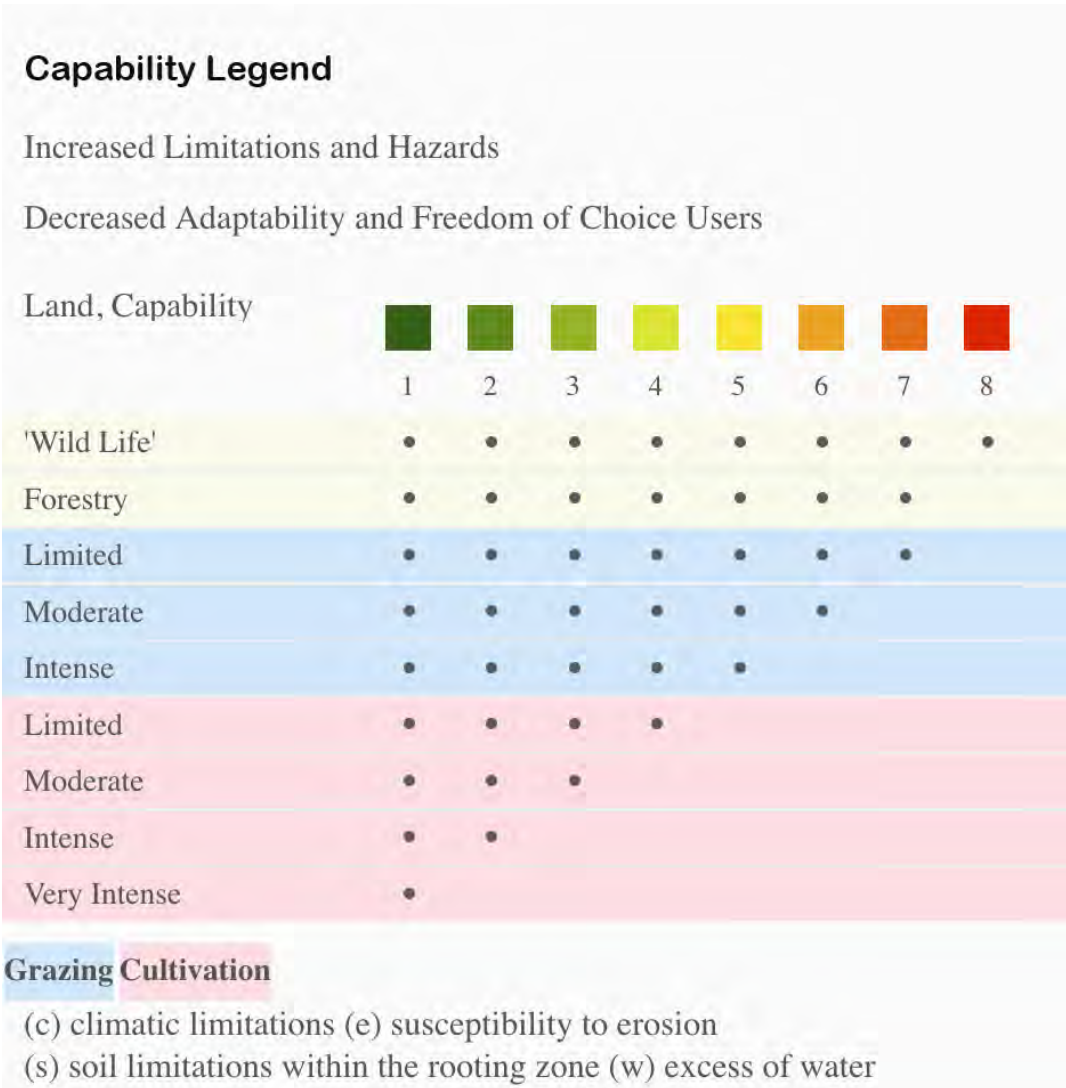 Capability Legend
Increased Limitations and Hazards
Decreased Adaptability and Freedom of Choice Users
Land, Capability
1 2 3 4 5 6 7 8
'Wild Life' • • • • • • • •
Forestry • • • • • • •
Limited • • • • • • •
Moderate • • • • • •
Intense • • • • •
Limited • • • •
Moderate • • •
Intense • •
Very Intense •
Grazing Cultivation
(c) climatic limitations (e) susceptibility to erosion
(s) soil limitations within the rooting zone (w) excess of water